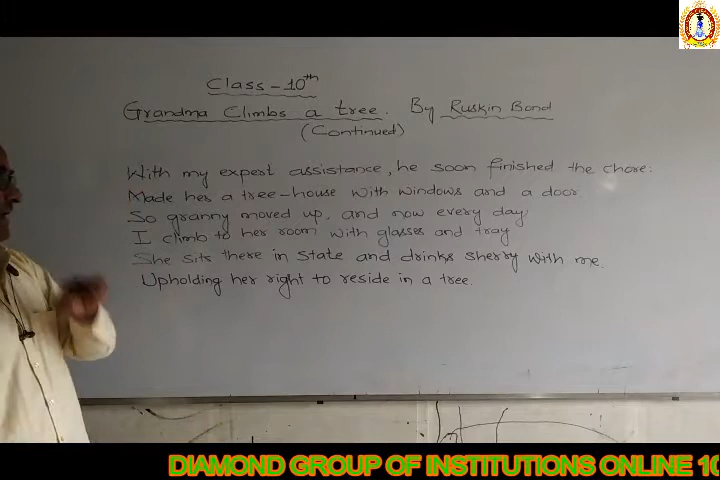 Class - 10th
Grandma Climbs a tree. By Ruskin Bond
(Continued)
With my expert assistance, he soon finished the chore:
Made her a tree-house with windows and a door
So granny moved up, and now every day
I climb to her room with glasses and tray
She sits there in state and drinks sherry with me.
Upholding her right to reside in a tree.
DIAMOND GROUP OF INSTITUTIONS ONLINE 10